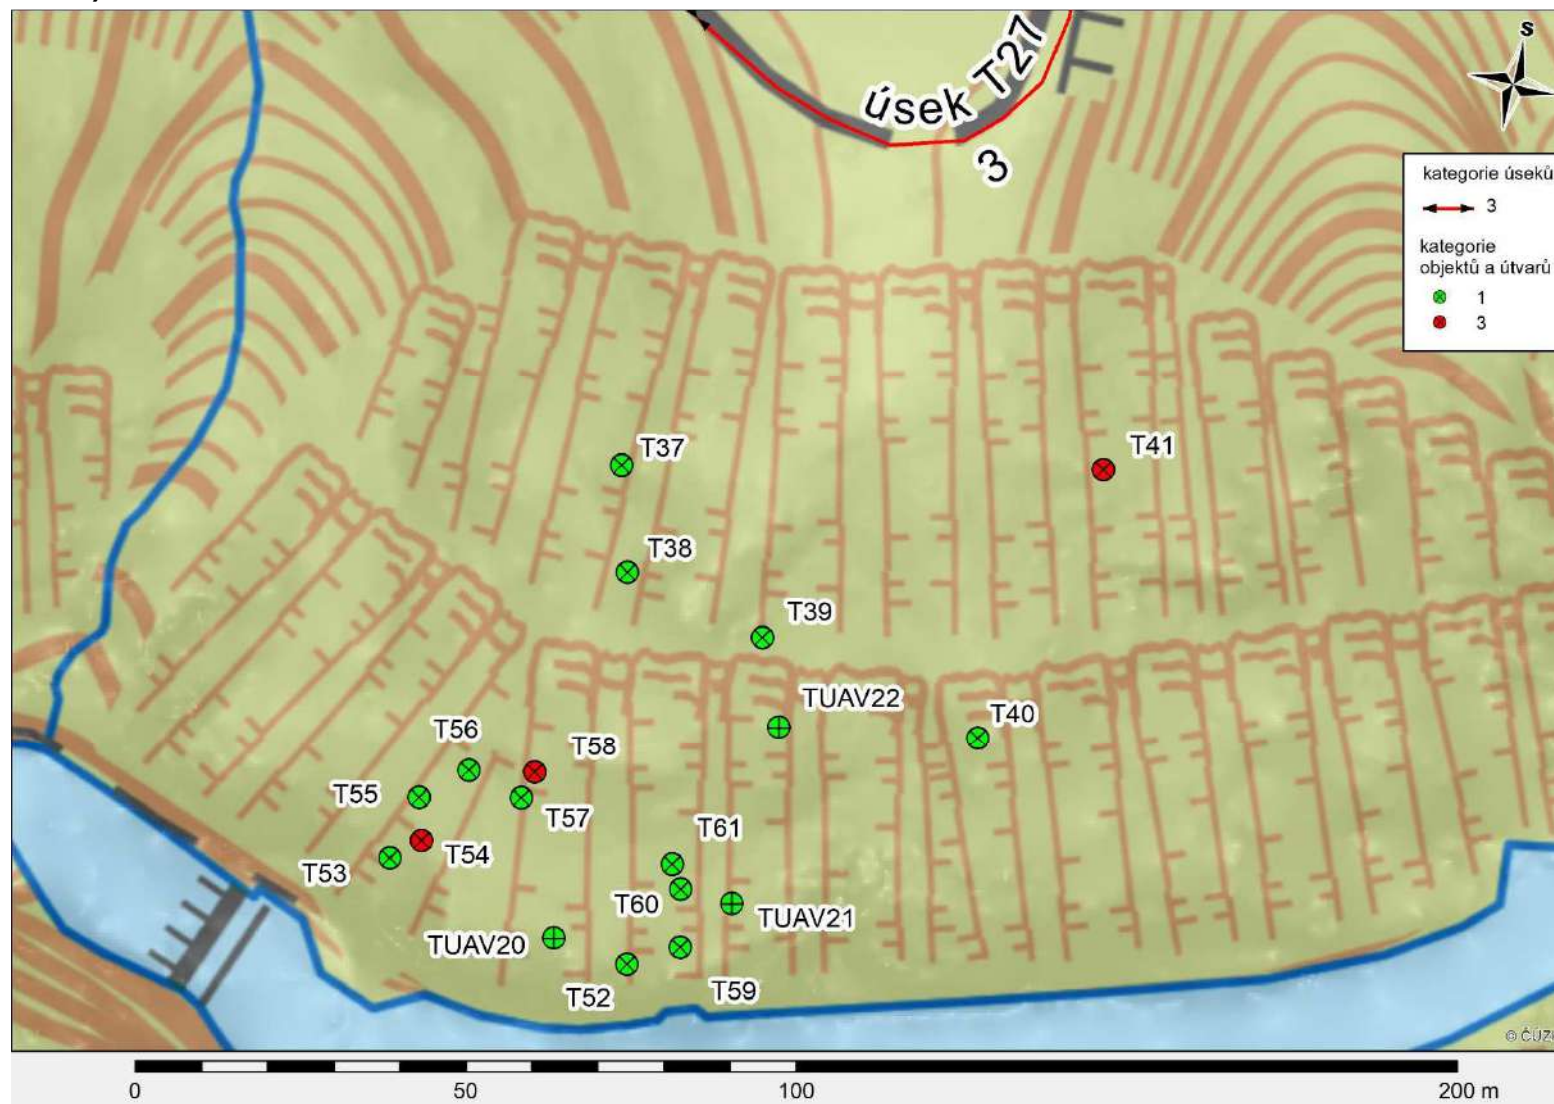 S
úsek T27
3
kategorie úseků
3
kategorie
objektů a útvarů
1
3
T37
T41
T38
T39
TUAV22
T40
T56
T58
T55
T57
T61
T54
T53
T60
TUAV21
TUAV20
T59
T52
0 50 100 200 m